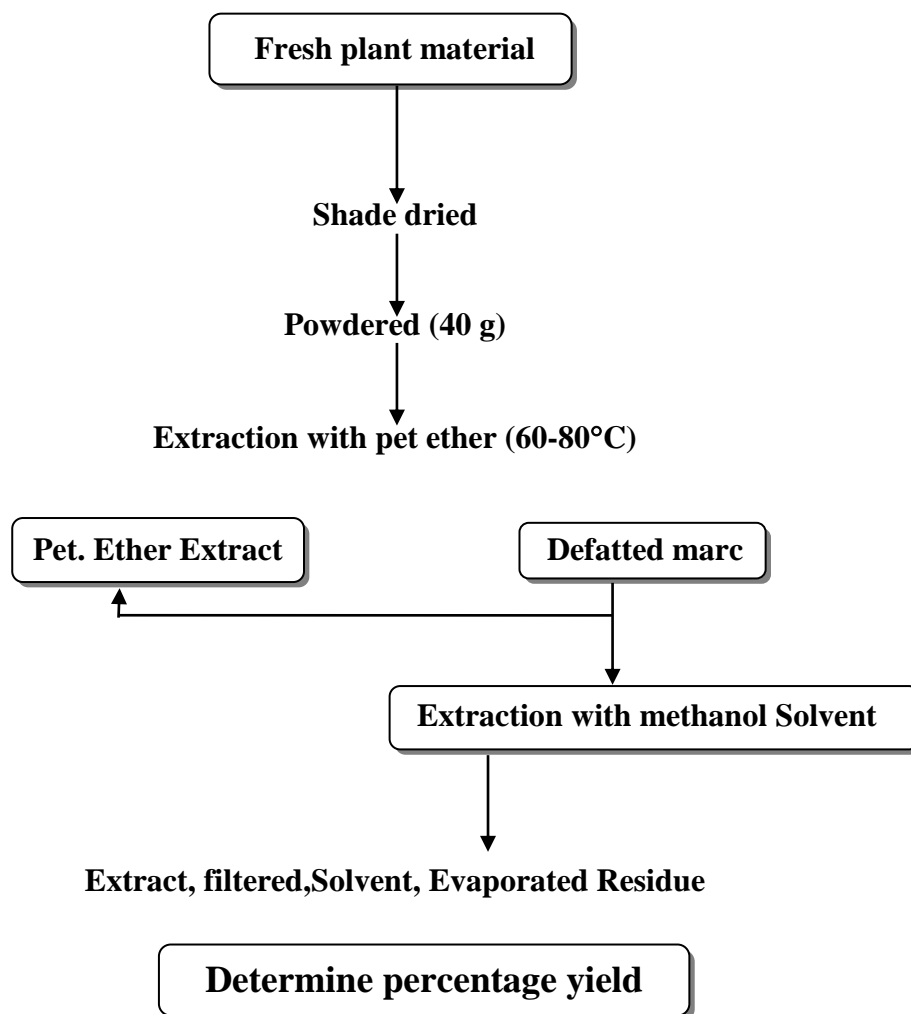 Fresh plant material
Shade dried
Powdered (40 g)
Extraction with pet ether (60-80°C)
Pet. Ether Extract
Defatted marc
Extraction with methanol Solvent
Extract, filtered,Solvent, Evaporated Residue
Determine percentage yield